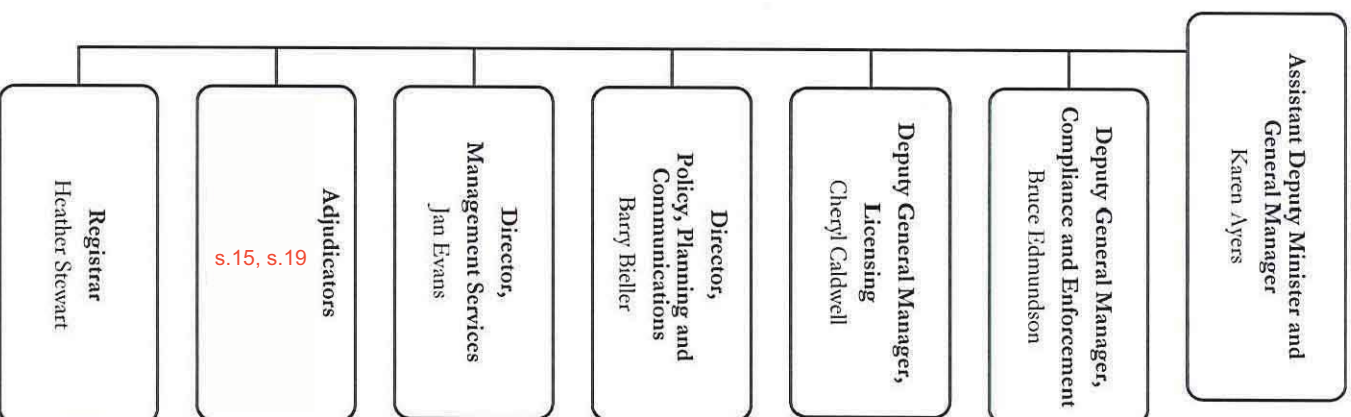 Assistant Deputy Minister and
General Manager
Karen Ayers
Deputy General Manager,
Compliance and Enforcement
Bruce Edmundson
Deputy General Manager,
Licensing
Cheryl Caldwell
Director,
Policy, Planning and
Communications
Barry Bieller
Director,
Management Services
Jan Evans
Adjudicators
s.15, s.19
Registrar
Heather Stewart